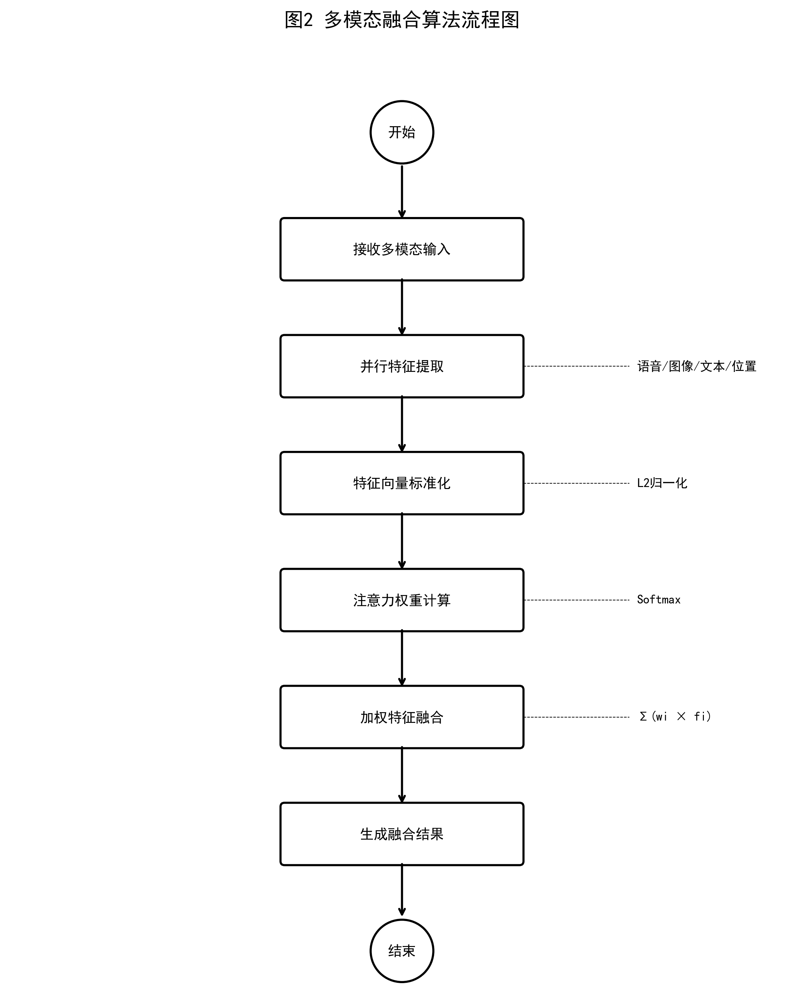 图2 多模态融合算法流程图
开始
接收多模态输入
并行特征提取
语音/图像/文本/位置
特征向量标准化
L2归一化
注意力权重计算
Softmax
加权特征融合
Σ(wi × fi)
生成融合结果
结束